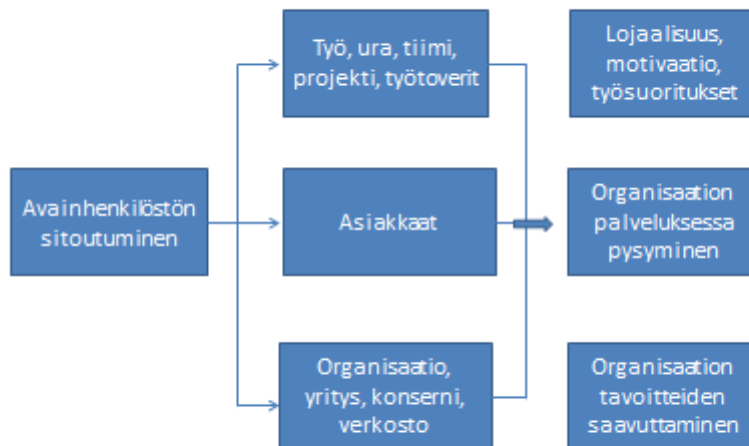 Työ, ura, tiimi,
projekti, työtoverit
Lojaalisuus,
motivaatio,
työsuoritukset
Avainhenkilöstön
sitoutuminen
Asiakkaat
Organisaation
palveluksessa
pysyminen
Organisaatio,
yritys, konserni,
verkosto
Organisaation
tavoitteiden
saavuttaminen